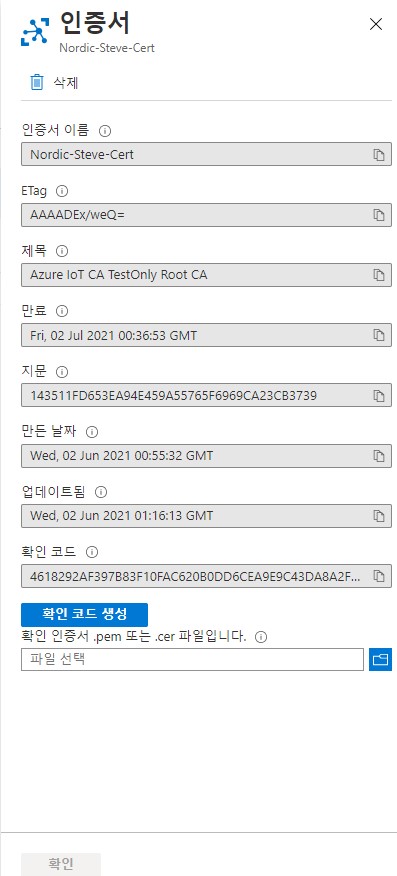 인증서
Nordic-Steve-Cert
삭제
인증서 이름
Nordic-Steve-Cert
ETag
AAAADEx/weQ=
제목
Azure IoT CA TestOnly Root CA
만료
Fri, 02 Jul 2021 00:36:53 GMT
지문
143511FD653EA94E459A55765F6969CA23CB3739
만든 날짜
Wed, 02 Jun 2021 00:55:32 GMT
업데이트됨
Wed, 02 Jun 2021 01:16:13 GMT
확인 코드
4618292AF397B83F10FAC620B0DD6CEA9E9C43DA8A2F...
확인 코드 생성
확인 인증서 .pem 또는 .cer 파일입니다.
파일 선택
확인